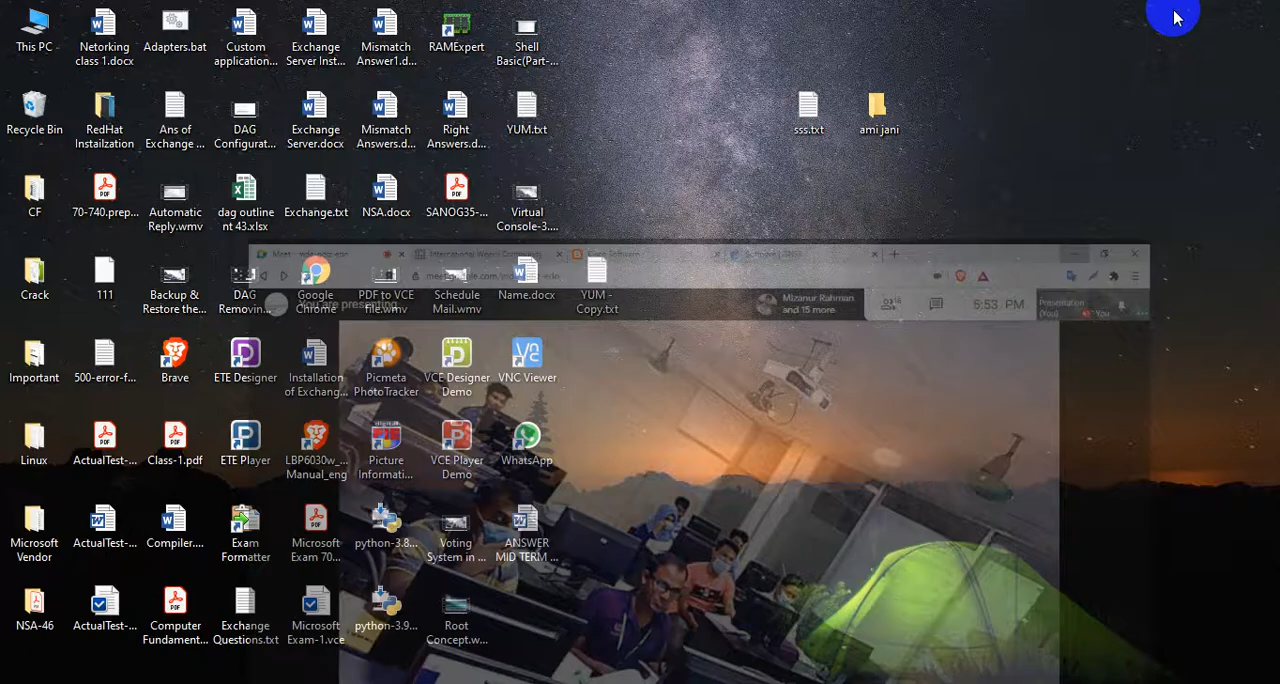 This PC
Netorking
class 1.docx
Adapters.bat
Custom
application...
Exchange
Server Inst...
Mismatch
Answer1.d...
RAMExpert
Shell
Basic(Part-...
Recycle Bin
RedHat
Instailzation
Ans of
Exchange ...
DAG
Configurat...
Exchange
Server.docx
Mismatch
Answers.d...
Right
Answers.d...
YUM.txt
sss.txt
ami jani
CF
70-740.prep...
Automatic
Reply.wmv
dag outline
nt 43.xlsx
Exchange.txt
NSA.docx
SANOG35-...
Virtual
Console-3....
Crack
111
Backup &
Restore the...
DAG
Removin...
Google
Chrome
PDF to VCE
file.wmv
Schedule
Mail.wmv
Name.docx
YUM -
Copy.txt
You are presenting
Mizanur Rahman
and 15 more
5:53 PM
Presentation
(You)
You
Important
500-error-f...
Brave
ETE Designer
Installation
of Exchang...
Picmeta
PhotoTracker
VCE Designer
Demo
VNC Viewer
Linux
ActualTest-...
Class-1.pdf
ETE Player
LBP6030w_...
Manual_eng
Picture
Informati...
VCE Player
Demo
WhatsApp
Microsoft
Vendor
ActualTest-...
Compiler....
Exam
Formatter
Microsoft
Exam 70...
python-3.8...
Voting
System in ...
ANSWER
MID TERM ...
NSA-46
ActualTest-...
Computer
Fundament...
Exchange
Questions.txt
Microsoft
Exam-1.vce
python-3.9...
Root
Concept.w...